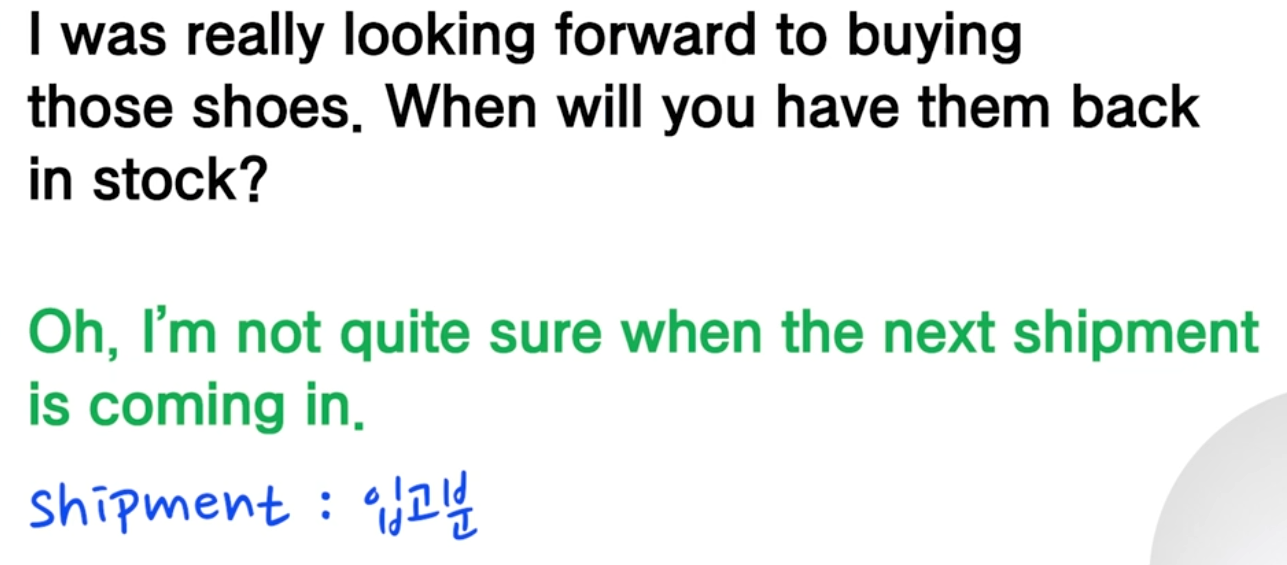 I was really looking forward to buying
those shoes. When will you have them back
in stock?
Oh, I'm not quite sure when the next shipment
is coming in.
shipment : 입고분